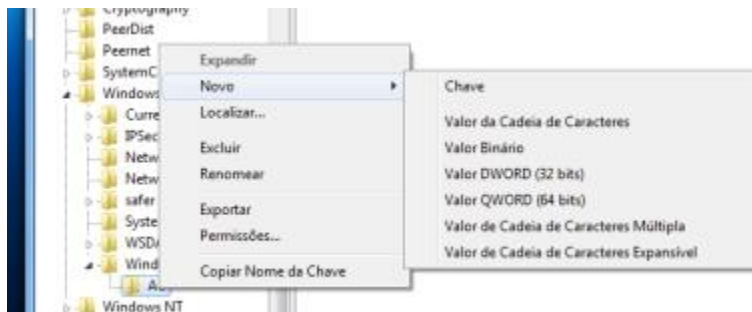 Cryptography
PeerDist
Peernet
SystemC
Windows
Curre
IPSec
Netw
Netw
safer
Syste
WSDA
Wind
Windows NT
Expandir
Novo
Localizar...
Excluir
Renomear
Exportar
Permissões...
Copiar Nome da Chave
Chave
Valor da Cadeia de Caracteres
Valor Binário
Valor DWORD (32 bits)
Valor QWORD (64 bits)
Valor de Cadeia de Caracteres Múltipla
Valor de Cadeia de Caracteres Expansível